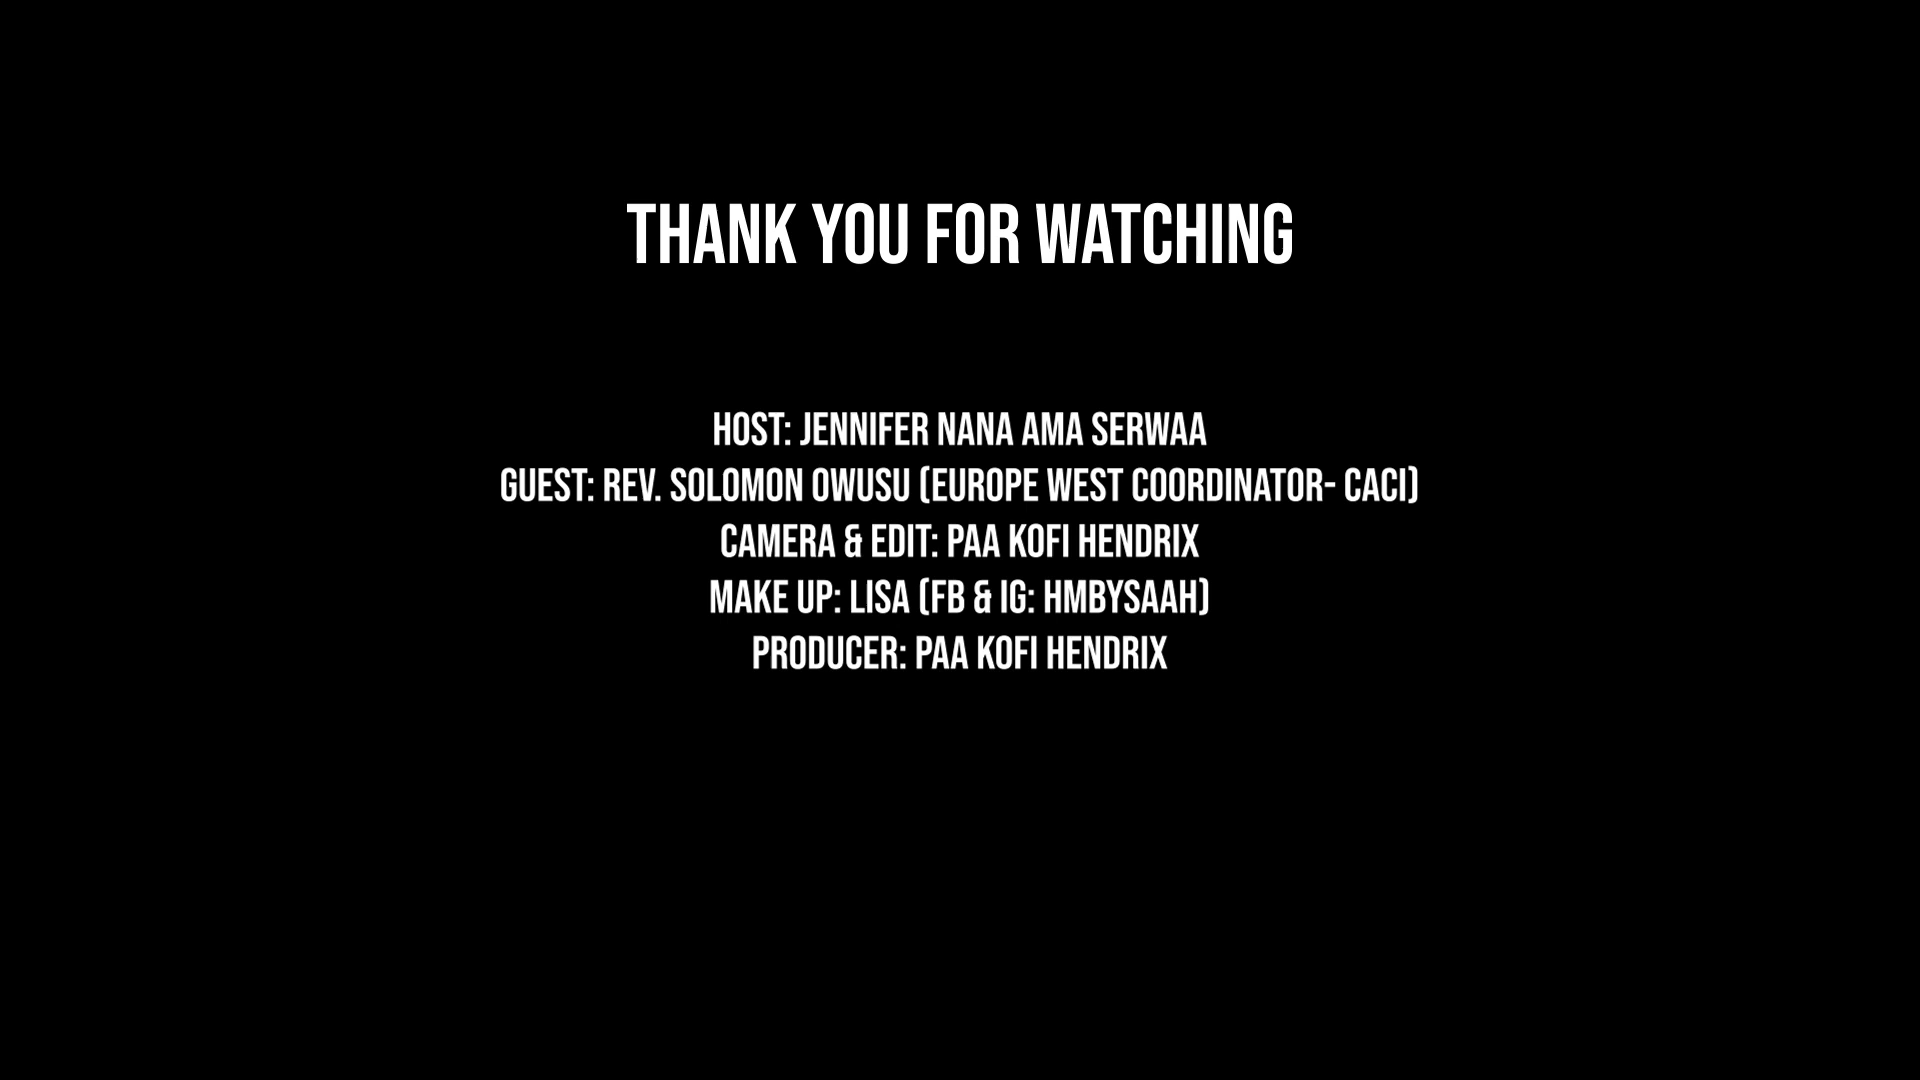 THANK YOU FOR WATCHING
HOST: JENNIFER NANA AMA SERWAA
GUEST: REV. SOLOMON OWUSU (EUROPE WEST COORDINATOR- CACI)
CAMERA & EDIT: PAA KOFI HENDRIX
MAKE UP: LISA (FB & IG: HMBYSAAH)
PRODUCER: PAA KOFI HENDRIX